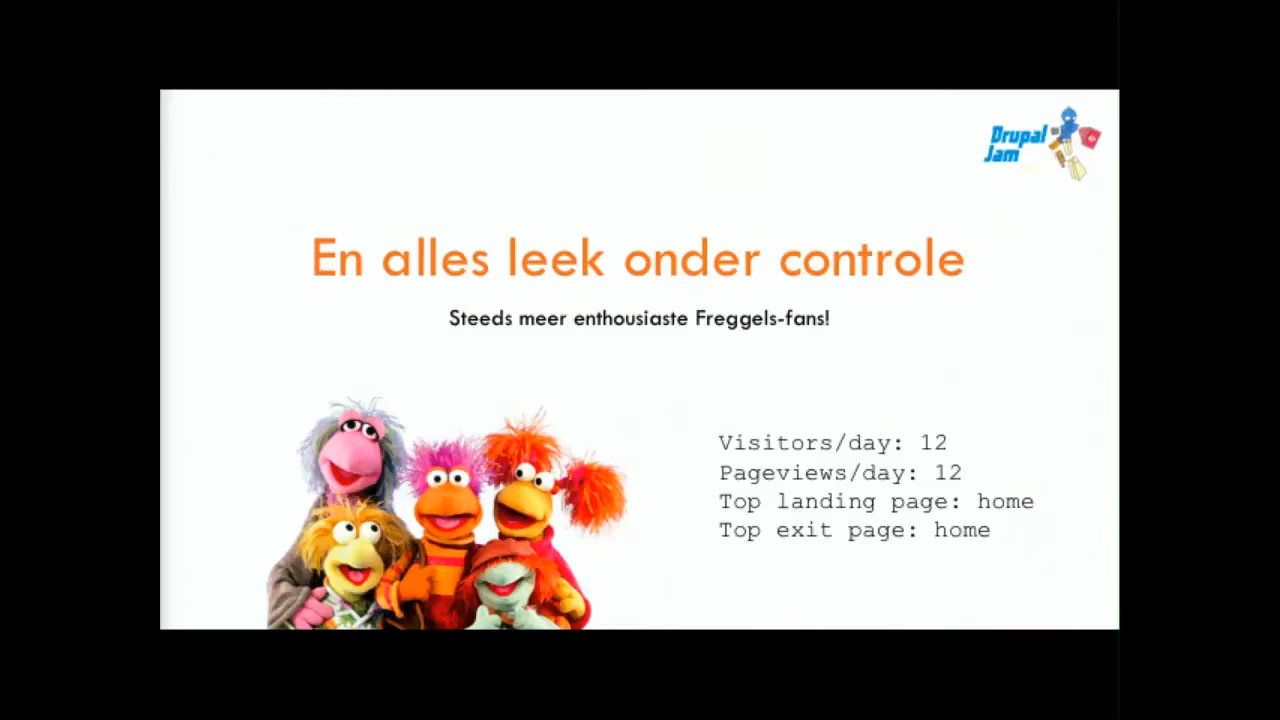 Drupal
Jam
En alles leek onder controle
Steeds meer enthousiaste Freggels-fans!
Visitors/day: 12
Pageviews/day: 12
Top landing page: home
Top exit page: home